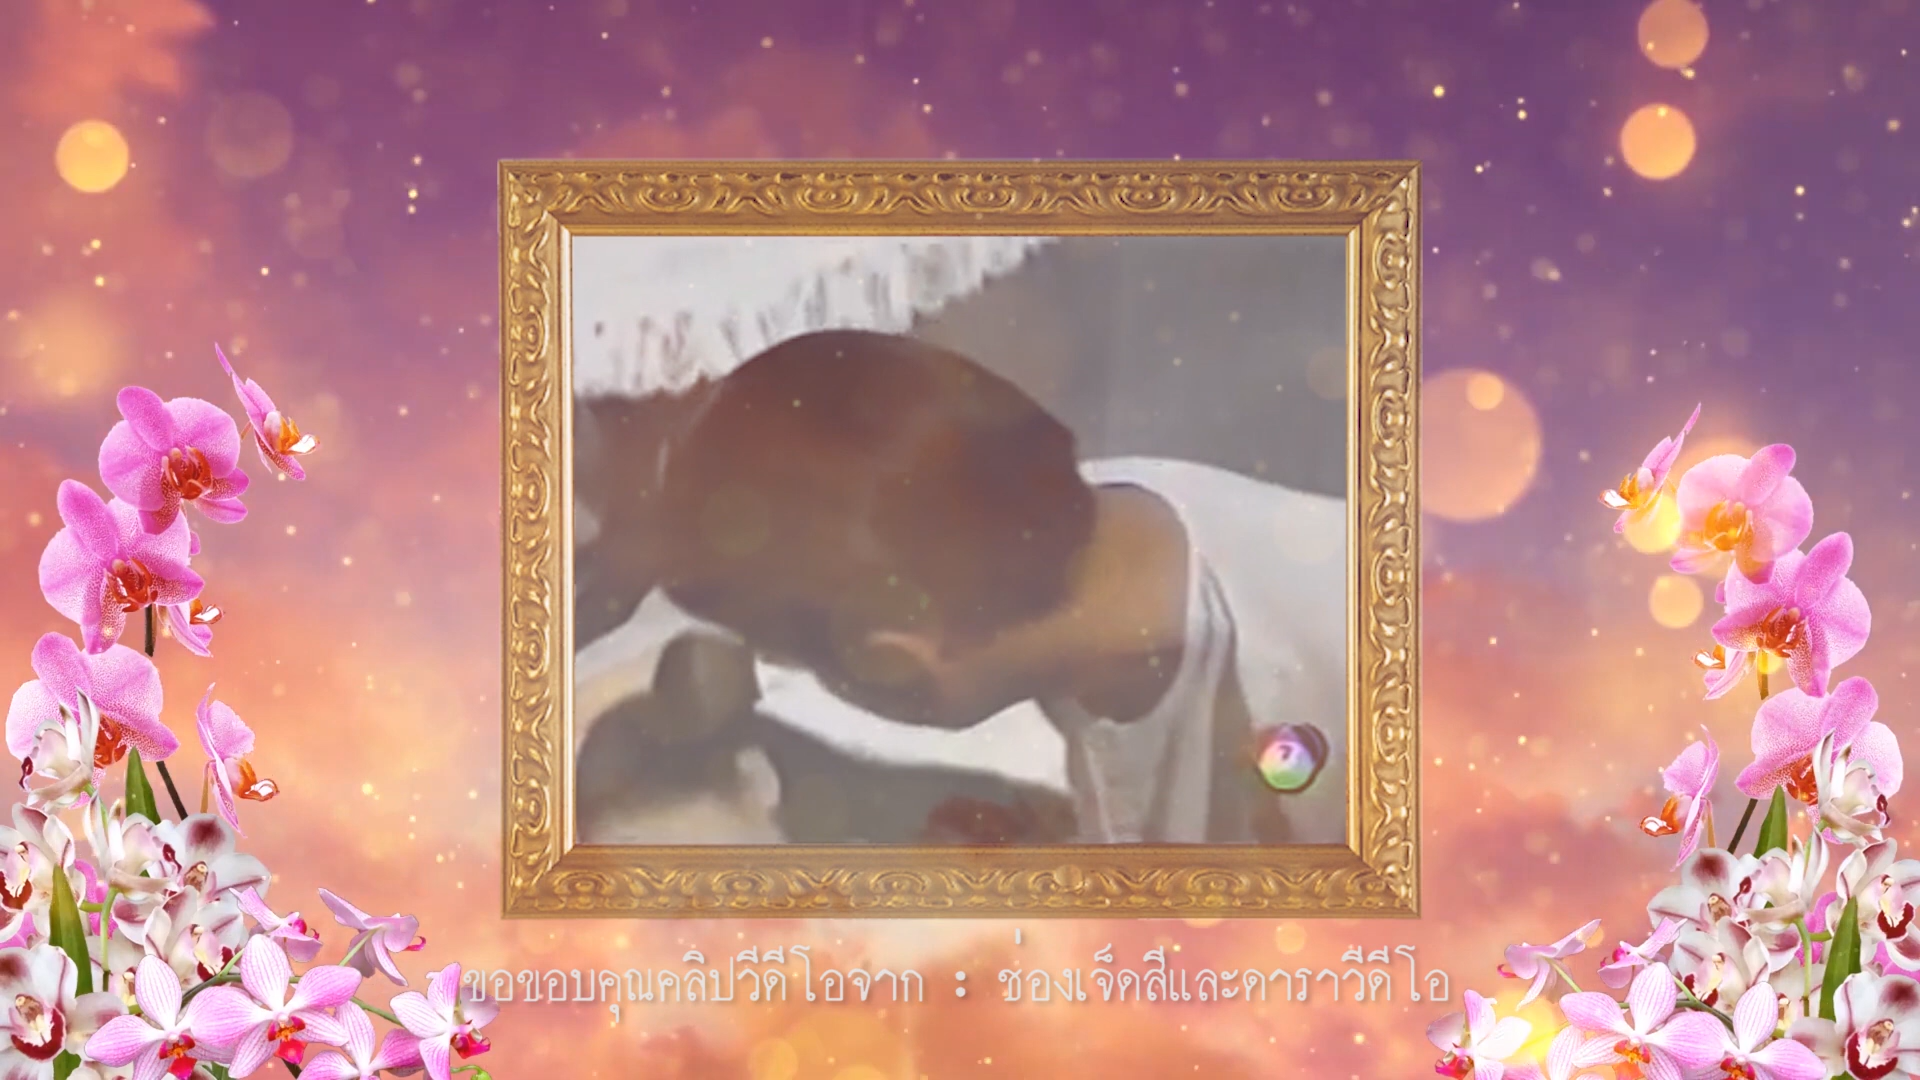 7
ขอขอบคุณคลิปวีดีโอจาก : ช่องเจ็ดสีและดาราวีดีโอ